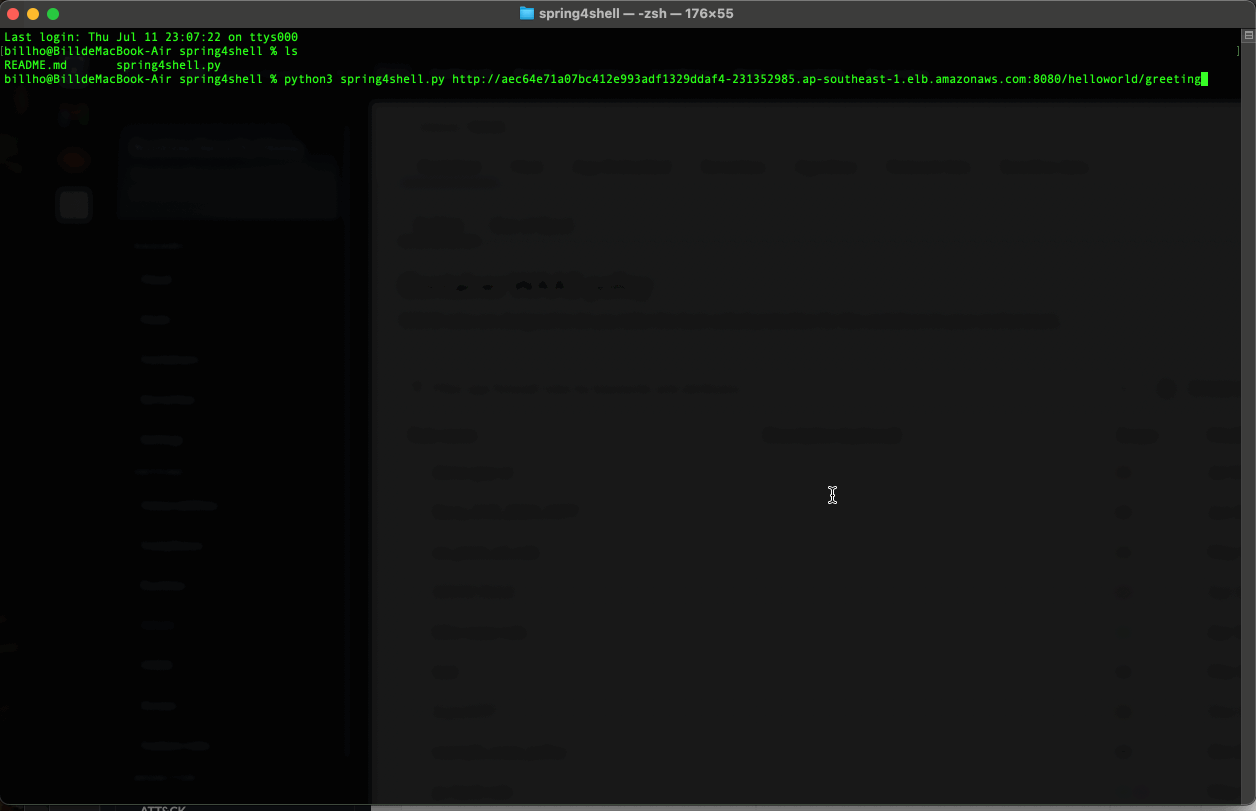 spring4shell — -zsh — 176×55
Last login: Thu Jul 11 23:07:22 on ttys000
[billho@BilldeMacBook-Air spring4shell % ls ]
README.md spring4shell.py
billho@BilldeMacBook-Air spring4shell % python3 spring4shell.py http://aec64e71a07bc412e993adf1329ddaf4-231352985.ap-southeast-1.elb.amazonaws.com:8080/helloworld/greeting